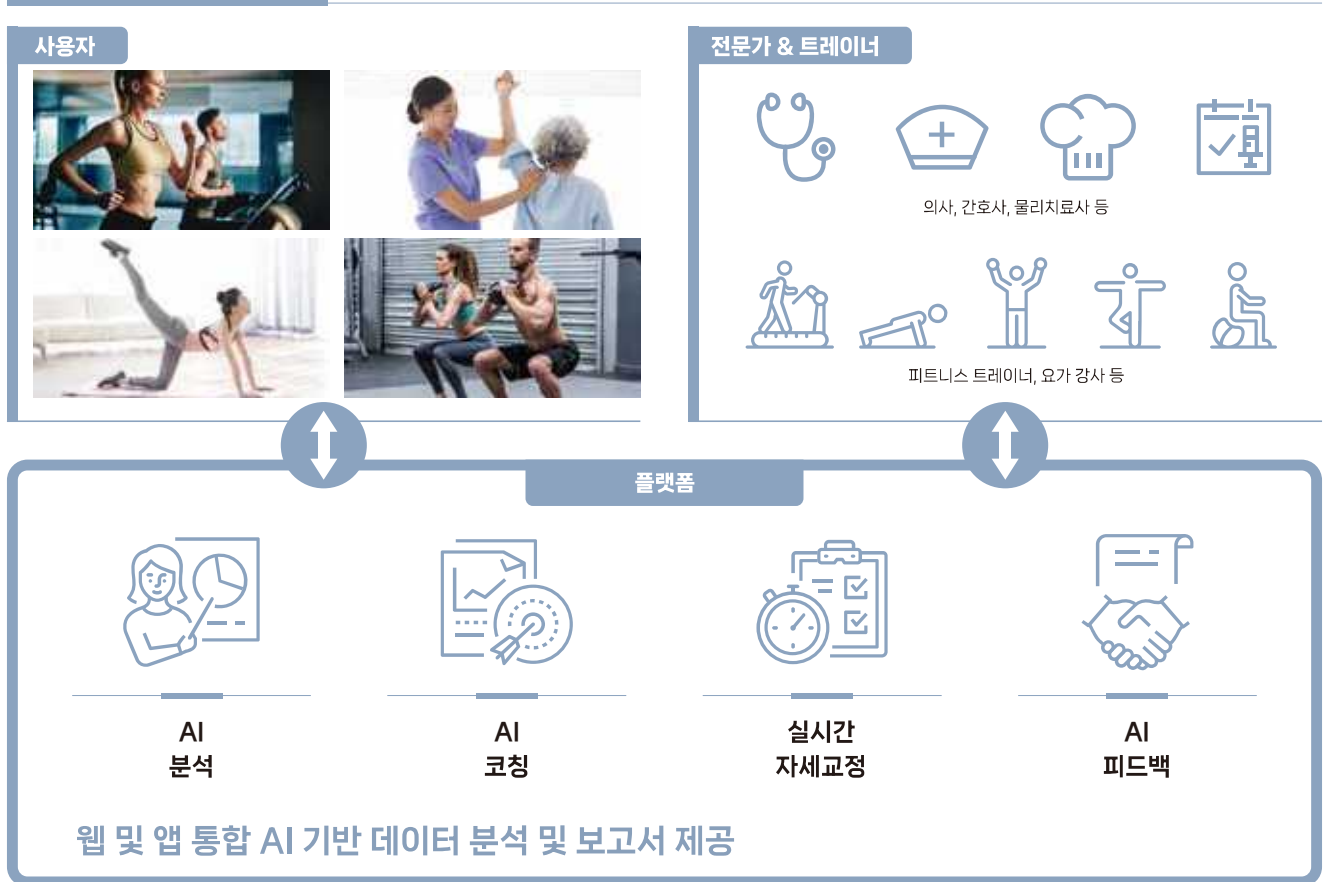 사용자
전문가 & 트레이너
의사, 간호사, 물리치료사 등
피트니스 트레이너, 요가 강사 등
플랫폼
AI
분석
AI
코칭
실시간
자세교정
AI
피드백
웹 및 앱 통합 AI 기반 데이터 분석 및 보고서 제공